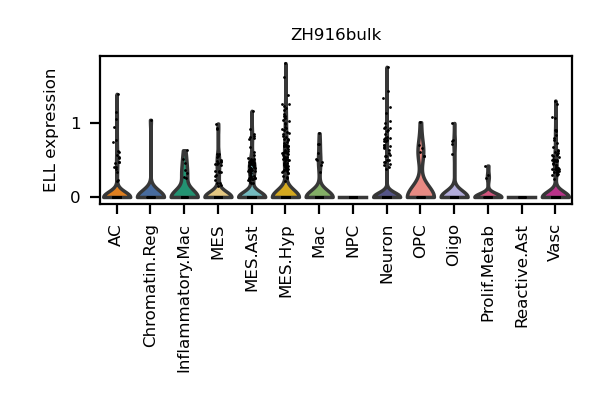 ZH916bulk
ELL expression
1
0
AC
Chromatin.Reg
Inflammatory.Mac
MES
MES.Ast
MES.Hyp
Mac
NPC
Neuron
OPC
Oligo
Prolif.Metab
Reactive.Ast
Vasc